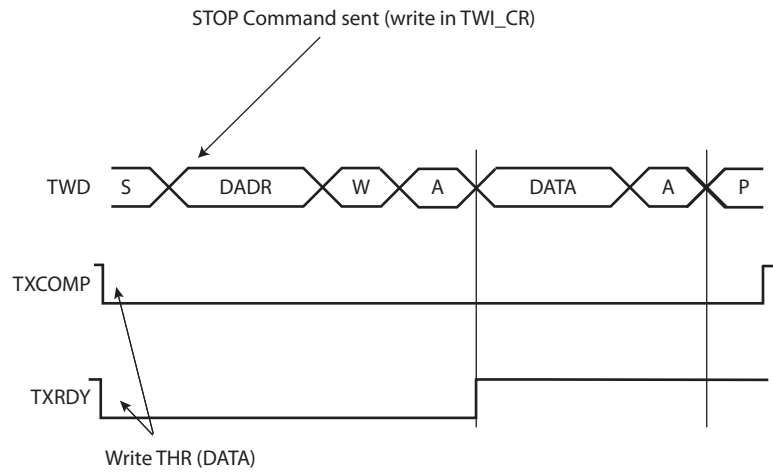 STOP Command sent (write in TWI_CR)
TWD S DADR W A DATA A P
TXCOMP
TXRDY
Write THR (DATA)